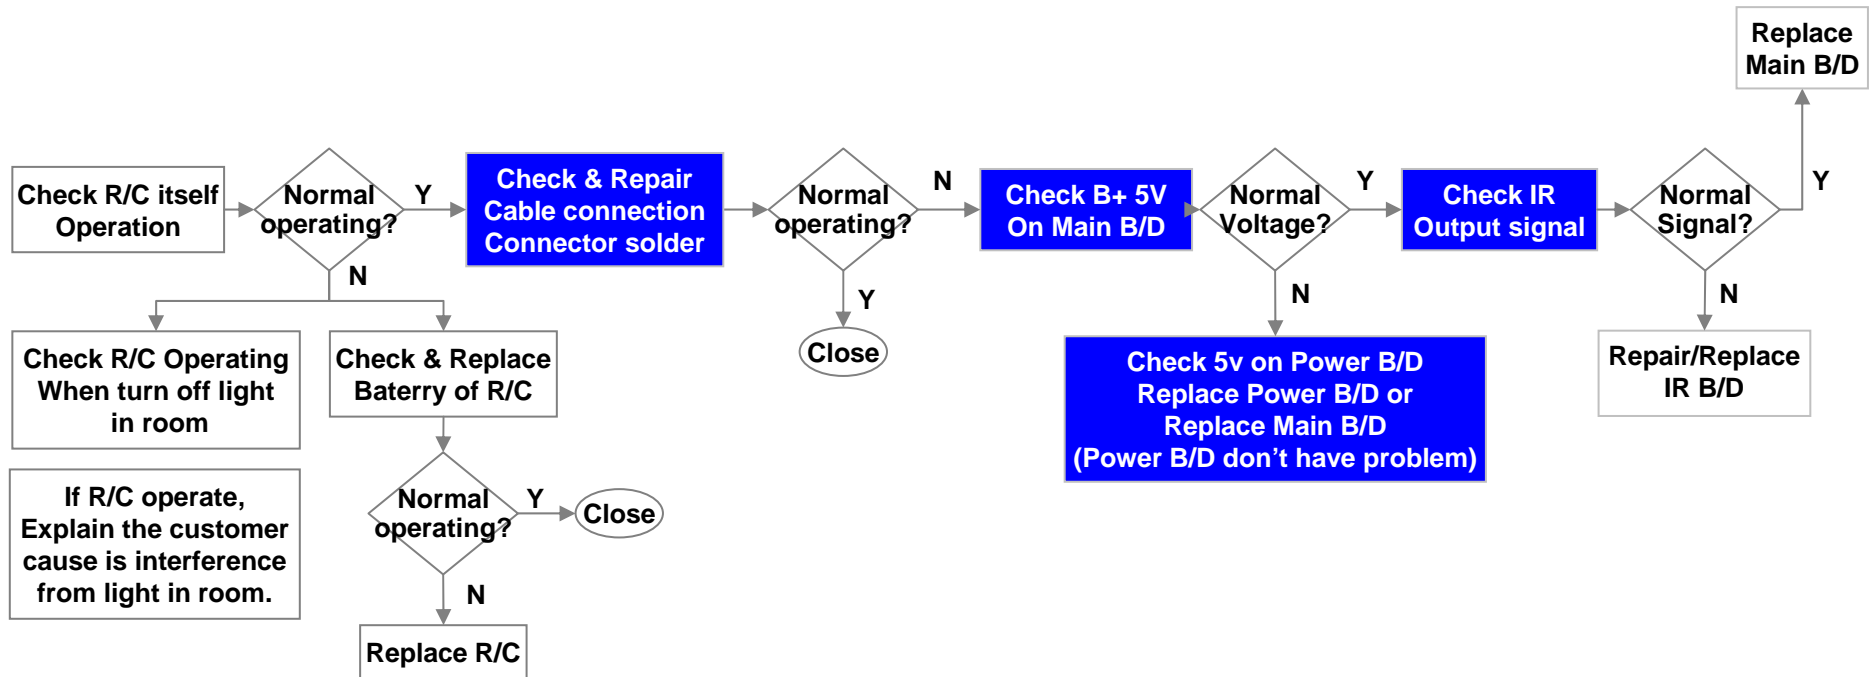 Replace
Main B/D
Check R/C itself
Operation
Normal
operating?
Y
Check & Repair
Cable connection
Connector solder
Normal
operating?
N
Check B+ 5V
On Main B/D
Normal
Voltage?
Y
Check IR
Output signal
Normal
Signal?
Y
N
Y
N
N
Check R/C Operating
When turn off light
in room
Check & Replace
Baterry of R/C
Close
Check 5v on Power B/D
Replace Power B/D or
Replace Main B/D
(Power B/D don’t have problem)
Repair/Replace
IR B/D
If R/C operate,
Explain the customer
cause is interference
from light in room.
Normal
operating?
Y
Close
N
Replace R/C